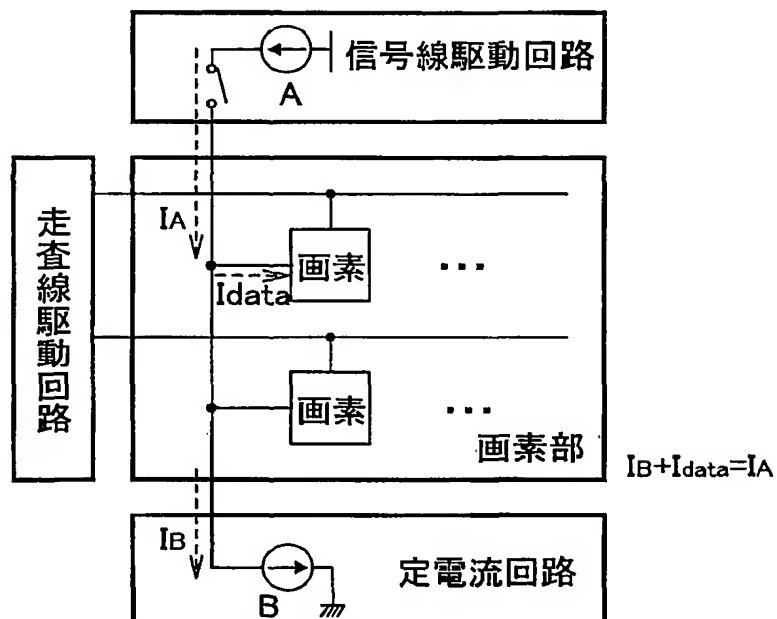 信号線駆動回路
A
走査線駆動回路
IA
画素
...
Idata
画素
...
画素部
IB+Idata=IA
IB
定電流回路
B